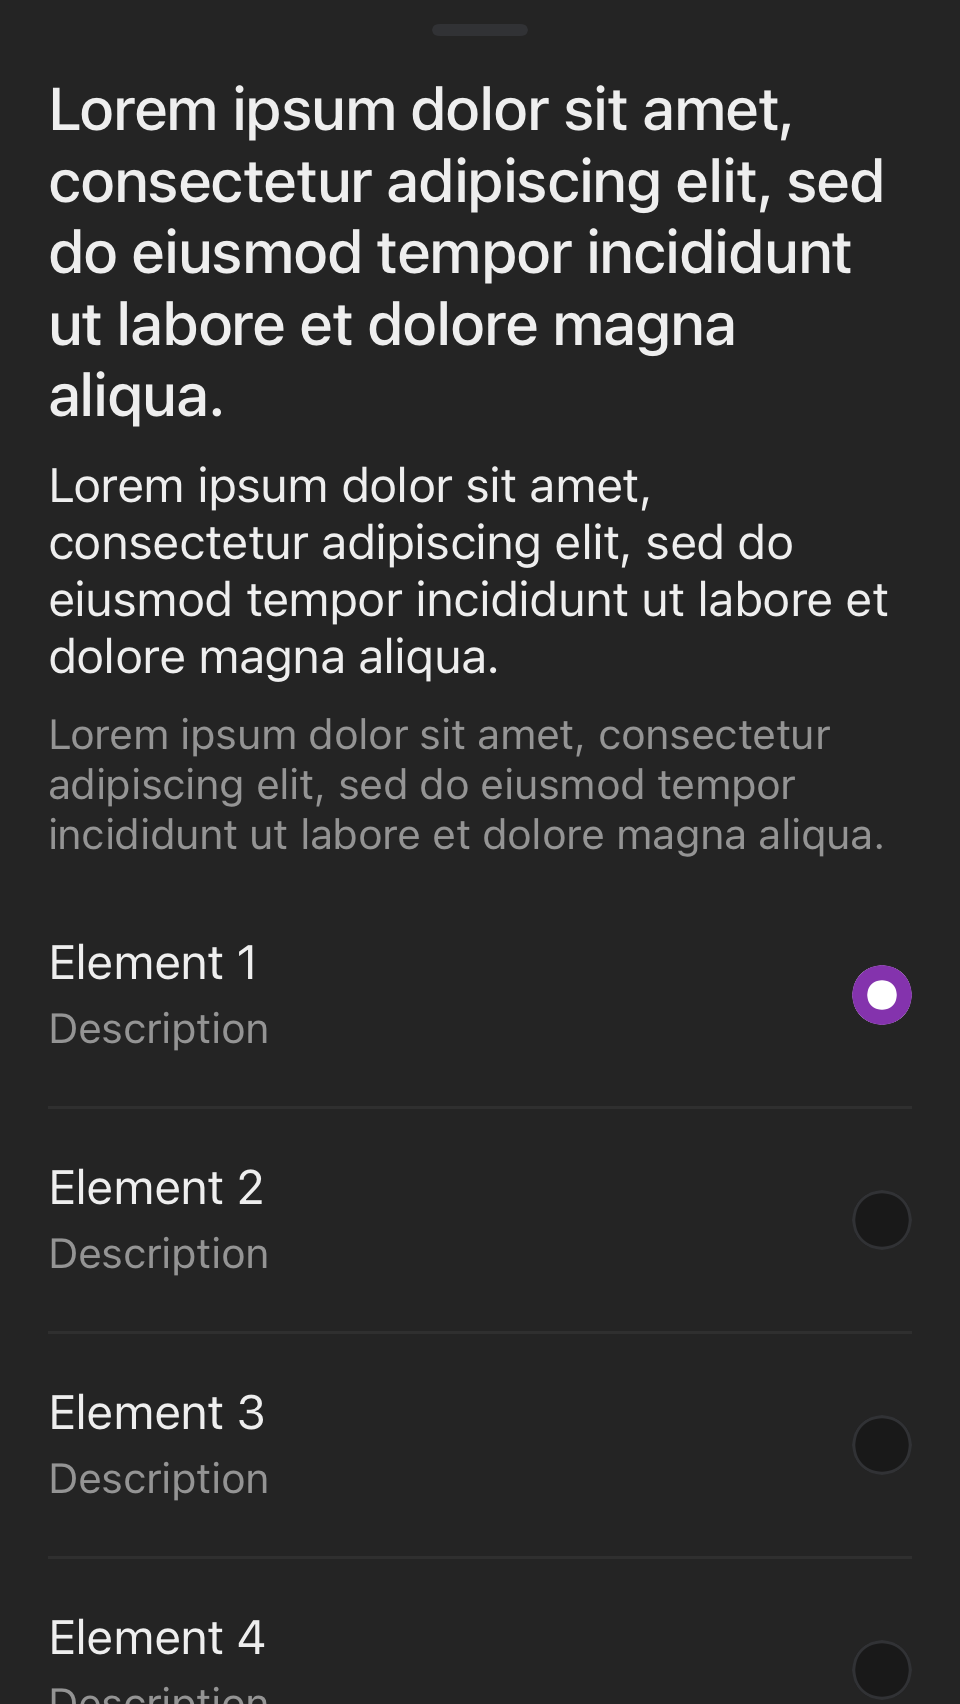 Lorem ipsum dolor sit amet,
consectetur adipiscing elit, sed
do eiusmod tempor incididunt
ut labore et dolore magna
aliqua.
Lorem ipsum dolor sit amet,
consectetur adipiscing elit, sed do
eiusmod tempor incididunt ut labore et
dolore magna aliqua.
Lorem ipsum dolor sit amet, consectetur
adipiscing elit, sed do eiusmod tempor
incididunt ut labore et dolore magna aliqua.
Element 1
Description
Element 2
Description
Element 3
Description
Element 4
Description